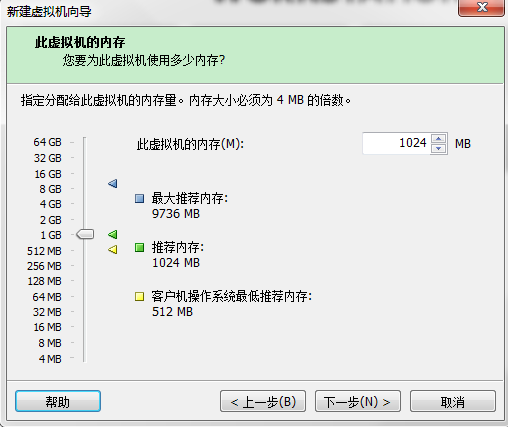 新建虚拟机向导
此虚拟机的内存
您要为此虚拟机使用多少内存?
指定分配给此虚拟机的内存量。内存大小必须为 4 MB 的倍数。
此虚拟机的内存(M):
1024 MB
64 GB
32 GB
16 GB
8 GB
4 GB
2 GB
1 GB
512 MB
256 MB
128 MB
64 MB
32 MB
16 MB
8 MB
4 MB
最大推荐内存:
9736 MB
推荐内存:
1024 MB
客户机操作系统最低推荐内存:
512 MB
帮助
< 上一步(B)
下一步(N) >
取消